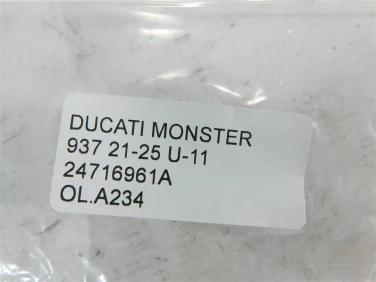 DUCATI MONSTER
937 21-25 U-11
24716961A
OL.A234